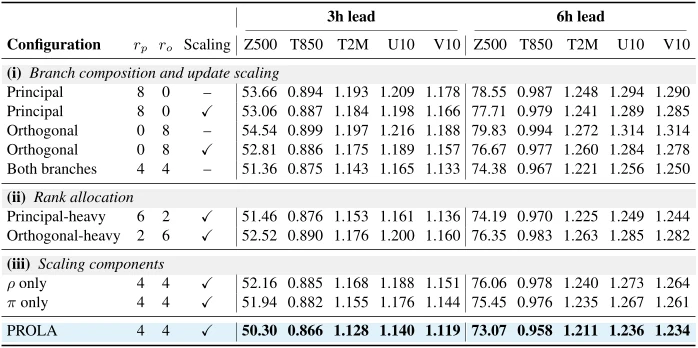 3h lead 6h lead
Configuration r_p r_o Scaling Z500 T850 T2M U10 V10 Z500 T850 T2M U10 V10
(i) Branch composition and update scaling
Principal 8 0 – 53.66 0.894 1.193 1.209 1.178 78.55 0.987 1.248 1.294 1.290
Principal 8 0 ✓ 53.06 0.887 1.184 1.198 1.166 77.71 0.979 1.241 1.289 1.285
Orthogonal 0 8 – 54.54 0.899 1.197 1.216 1.188 79.83 0.994 1.272 1.314 1.314
Orthogonal 0 8 ✓ 52.81 0.886 1.175 1.189 1.157 76.67 0.977 1.260 1.284 1.278
Both branches 4 4 – 51.36 0.875 1.143 1.165 1.133 74.38 0.967 1.221 1.256 1.250
(ii) Rank allocation
Principal-heavy 6 2 ✓ 51.46 0.876 1.153 1.161 1.136 74.19 0.970 1.225 1.249 1.244
Orthogonal-heavy 2 6 ✓ 52.52 0.890 1.176 1.200 1.160 76.35 0.983 1.263 1.285 1.282
(iii) Scaling components
ρ only 4 4 ✓ 52.16 0.885 1.168 1.188 1.151 76.06 0.978 1.240 1.273 1.264
π only 4 4 ✓ 51.94 0.882 1.155 1.176 1.144 75.45 0.976 1.235 1.267 1.261
PROLA 4 4 ✓ 50.30 0.866 1.128 1.140 1.119 73.07 0.958 1.211 1.236 1.234